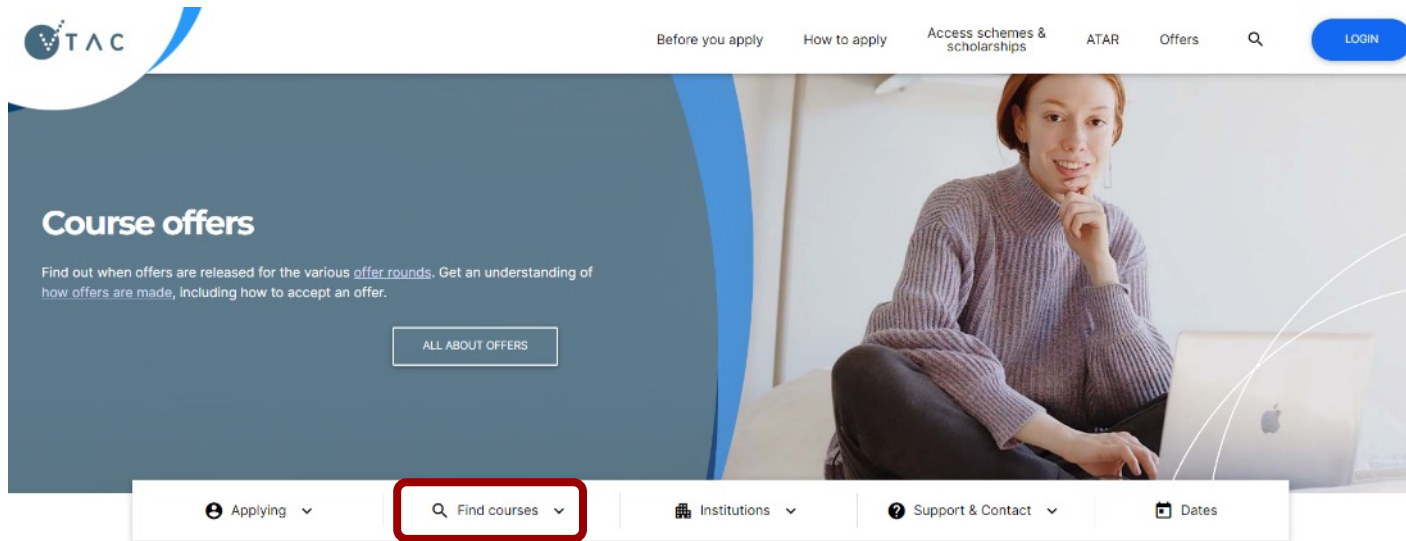 VTAC
Before you apply
How to apply
Access schemes &
scholarships
ATAR
Offers
LOGIN
Course offers
Find out when offers are released for the various offer rounds. Get an understanding of
how offers are made, including how to accept an offer.
ALL ABOUT OFFERS
Applying
Find courses
Institutions
Support & Contact
Dates